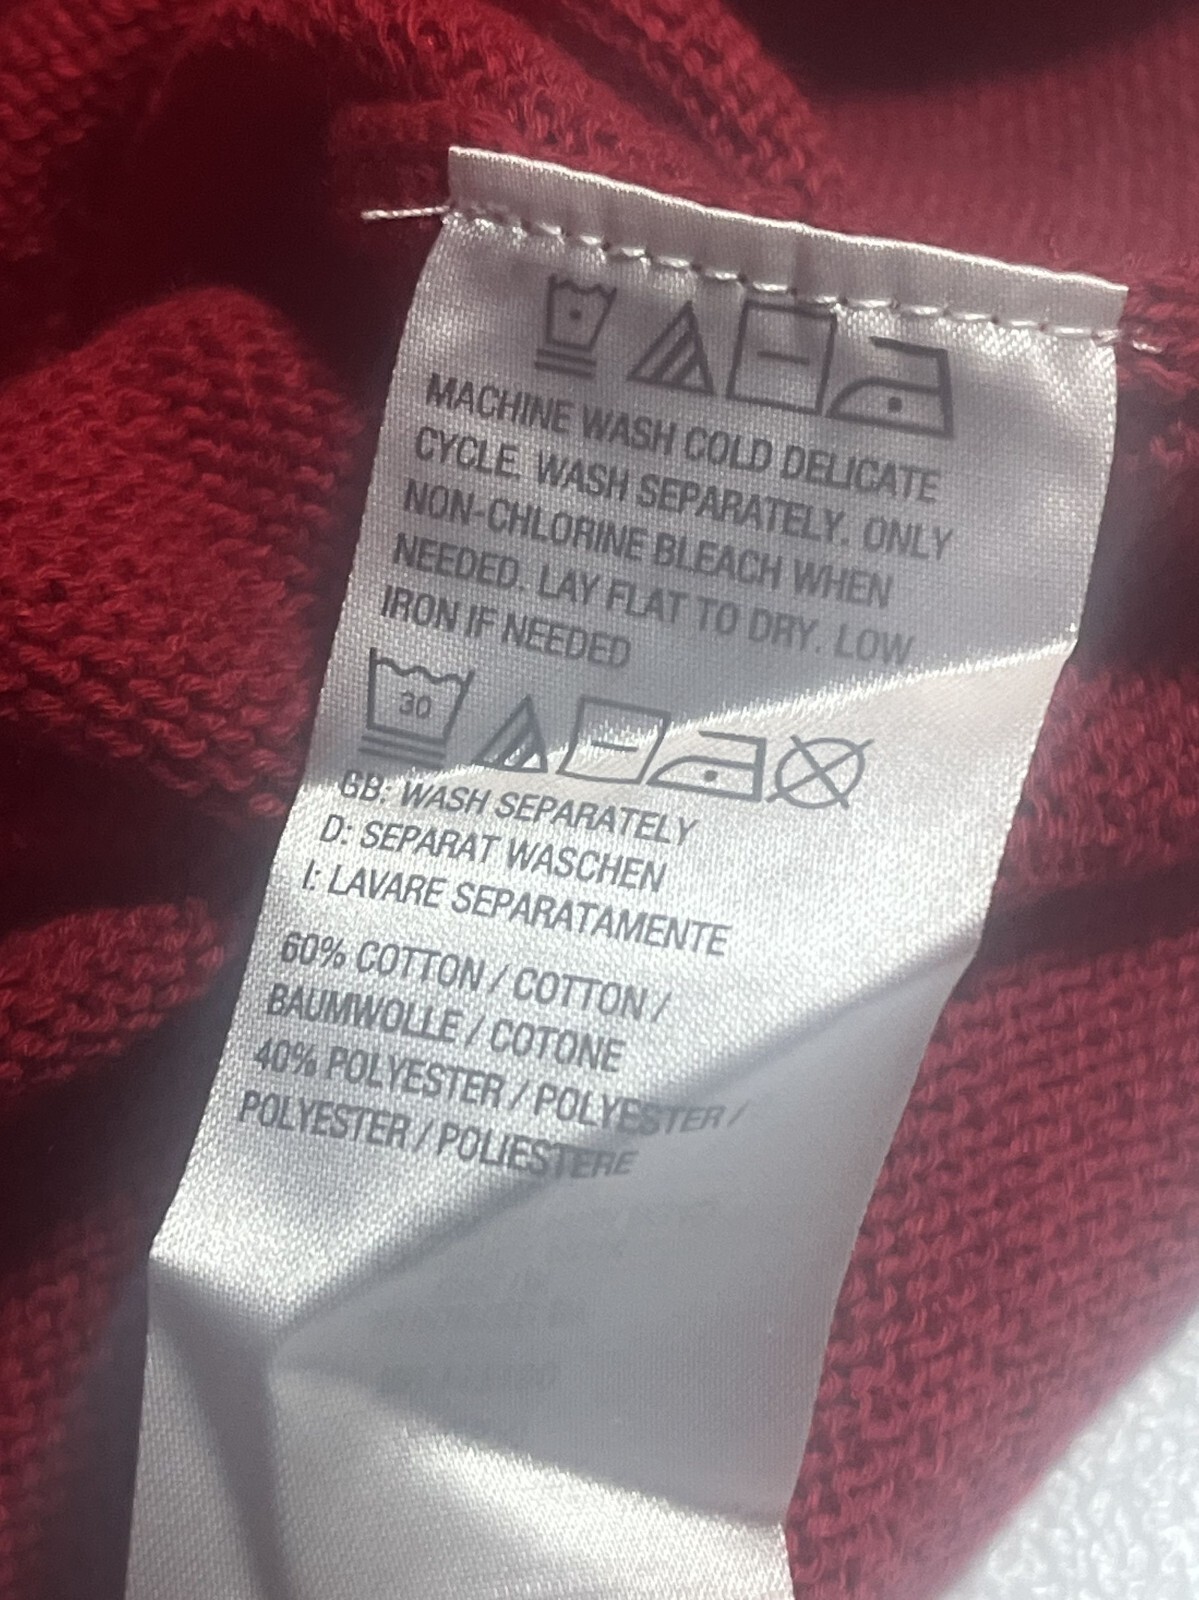 MACHINE WASH COLD DELICATE
CYCLE. WASH SEPARATELY. ONLY
NON-CHLORINE BLEACH WHEN
NEEDED. LAY FLAT TO DRY. LOW
IRON IF NEEDED
30
GB: WASH SEPARATELY
D: SEPARAT WASCHEN
I: LAVARE SEPARATAMENTE
60% COTTON / COTTON /
BAUMWOLLE / COTONE
40% POLYESTER / POLYESTER /
POLYESTER / POLIESTERE